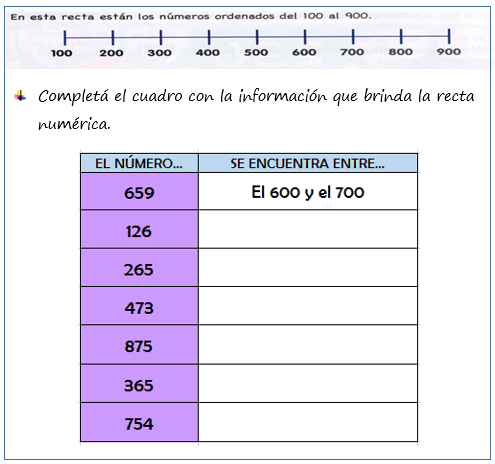 En esta recta están los números ordenados del 100 al 900.
100 200 300 400 500 600 700 800 900
Completá el cuadro con la información que brinda la recta
numérica.
EL NÚMERO... SE ENCUENTRA ENTRE...
659 El 600 y el 700
126
265
473
875
365
754